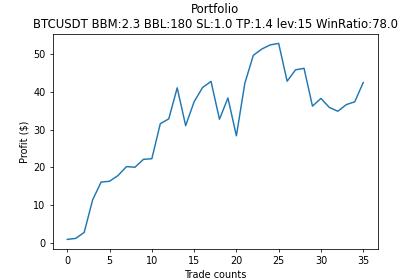 Portfolio
BTCUSDT BBM:2.3 BBL:180 SL:1.0 TP:1.4 lev:15 WinRatio:78.0
50
40
30
20
10
0
Profit ($)
0 5 10 15 20 25 30 35
Trade counts